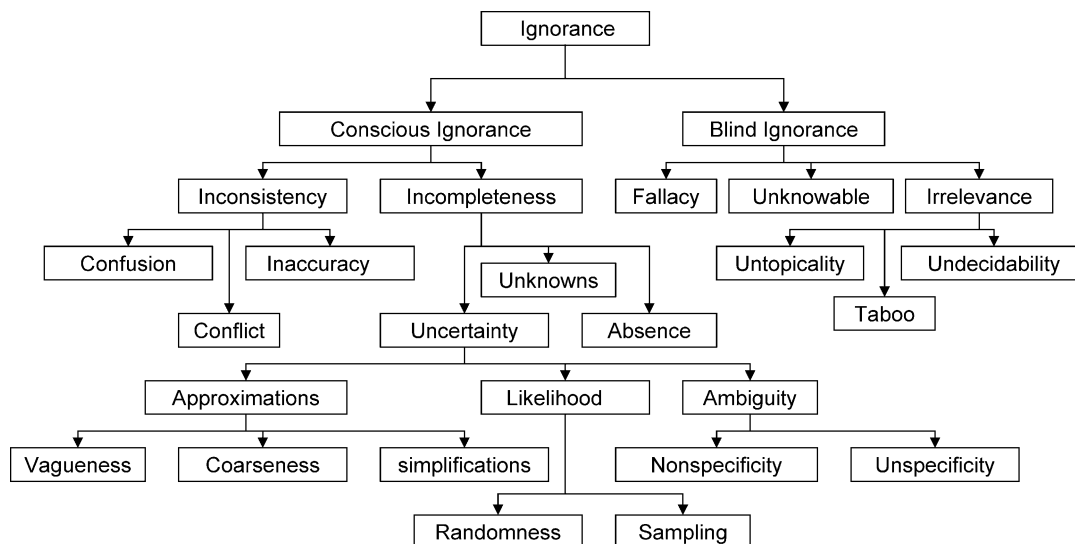 Ignorance
Conscious Ignorance
Blind Ignorance
Inconsistency
Incompleteness
Fallacy
Unknowable
Irrelevance
Confusion
Inaccuracy
Unknowns
Untopicality
Undecidability
Taboo
Conflict
Uncertainty
Absence
Approximations
Likelihood
Ambiguity
Vagueness
Coarseness
simplifications
Nonspecificity
Unspecificity
Randomness
Sampling